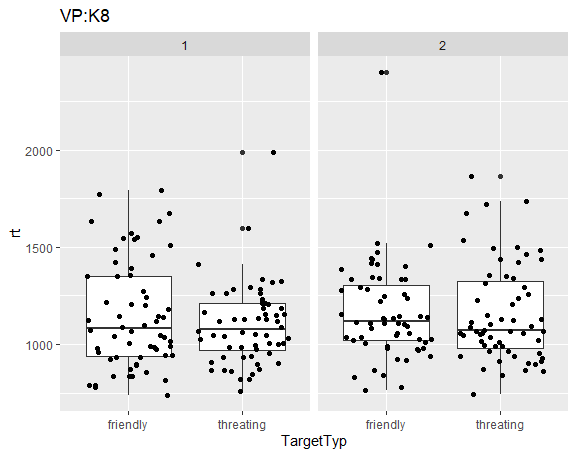 VP:K8
1
2
rt
2000
1500
1000
friendly
threating
friendly
threating
TargetTyp